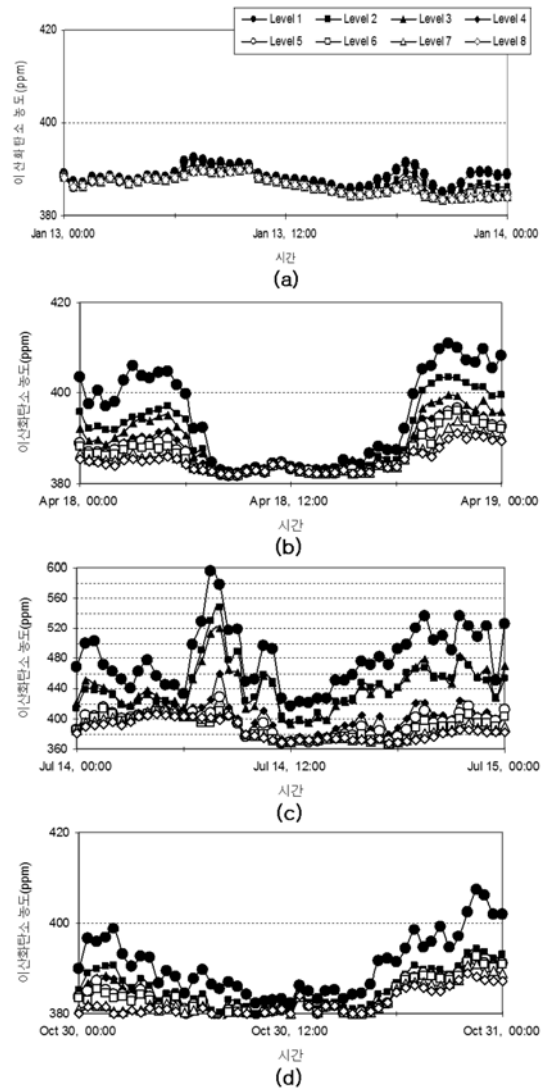 420
400
380
이산화탄소 농도(ppm)
Level 1 Level 2 Level 3 Level 4
Level 5 Level 6 Level 7 Level 8
Jan 13, 00:00 Jan 13, 12:00 Jan 14, 00:00
시간
(a)
420
400
380
이산화탄소 농도(ppm)
Apr 18, 00:00 Apr 18, 12:00 Apr 19, 00:00
시간
(b)
600
560
520
480
440
400
360
이산화탄소 농도(ppm)
Jul 14, 00:00 Jul 14, 12:00 Jul 15, 00:00
시간
(c)
420
400
380
이산화탄소 농도(ppm)
Oct 30, 00:00 Oct 30, 12:00 Oct 31, 00:00
시간
(d)